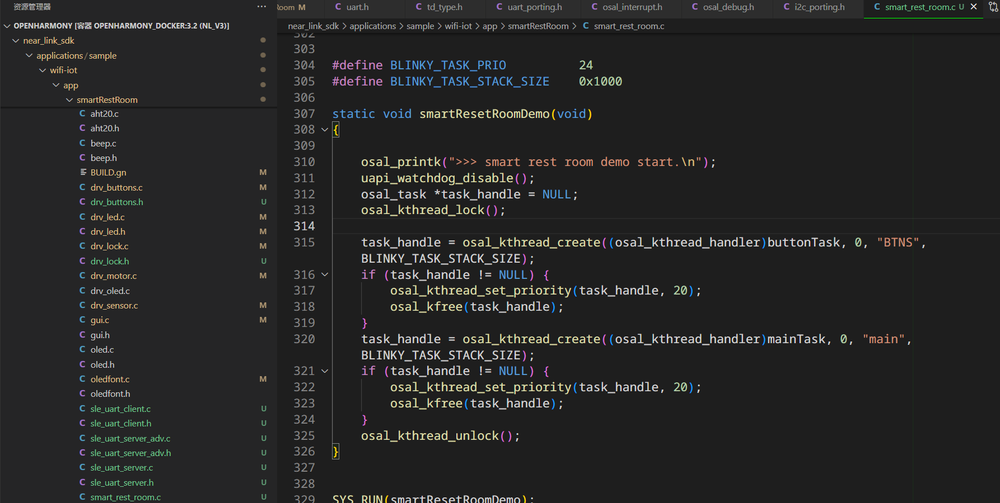 资源管理器 ···
OPENHARMONY [容器 OPENHARMONY_DOCKER:3.2 (NL_V3)]
near_link_sdk
applications / sample
wifi-iot
app
smartRestRoom
C aht20.c
C aht20.h
C beep.c
C beep.h
BUILD.gn M
C drv_buttons.c M
C drv_buttons.h U
C drv_led.c M
C drv_led.h M
C drv_lock.c M
C drv_lock.h U
C drv_motor.c M
C drv_oled.c
C drv_sensor.c M
C gui.c M
C gui.h
C oled.c
C oled.h
C oledfont.c M
C oledfont.h
C sle_uart_client.c U
C sle_uart_client.h U
C sle_uart_server_adv.c U
C sle_uart_server_adv.h U
C sle_uart_server.c U
C sle_uart_server.h U
C smart_rest_room.c U
Room M C uart.h C td_type.h C uart_porting.h C osal_interrupt.h C osal_debug.h C i2c_porting.h C smart_rest_room.c U
near_link_sdk > applications > sample > wifi-iot > app > smartRestRoom > C smart_rest_room.c
302
303
304 #define BLINKY_TASK_PRIO 24
305 #define BLINKY_TASK_STACK_SIZE 0x1000
306
307 static void smartResetRoomDemo(void)
308 {
309
310 osal_printk(">>> smart rest room demo start.\n");
311 uapi_watchdog_disable();
312 osal_task *task_handle = NULL;
313 osal_kthread_lock();
314
315 task_handle = osal_kthread_create((osal_kthread_handler)buttonTask, 0, "BTNS",
BLINKY_TASK_STACK_SIZE);
316 if (task_handle != NULL) {
317 osal_kthread_set_priority(task_handle, 20);
318 osal_kfree(task_handle);
319 }
320 task_handle = osal_kthread_create((osal_kthread_handler)mainTask, 0, "main",
BLINKY_TASK_STACK_SIZE);
321 if (task_handle != NULL) {
322 osal_kthread_set_priority(task_handle, 20);
323 osal_kfree(task_handle);
324 }
325 osal_kthread_unlock();
326 }
327
328
329 SYS_RUN(smartResetRoomDemo);